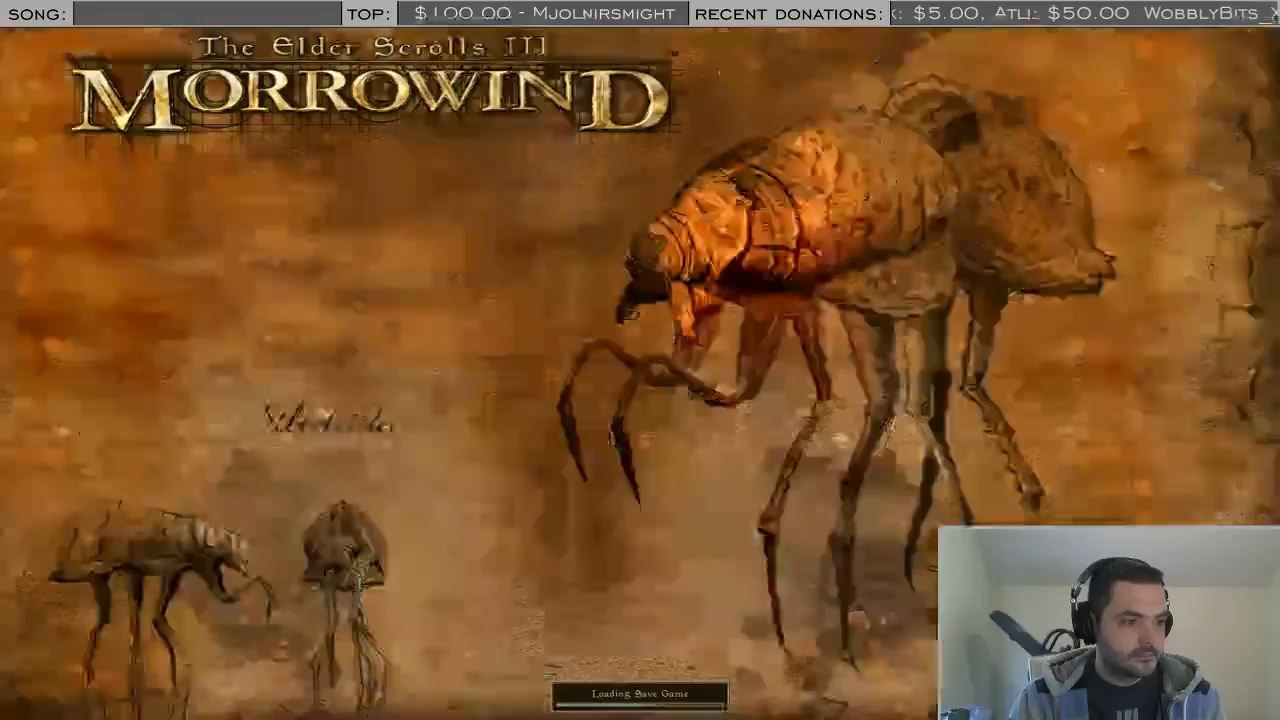 SONG: TOP: $100.00 - MJOLNIRSMIGHT RECENT DONATIONS: : $5.00, ATLI: $50.00 WOBBLYBITS_
The Elder Scrolls III
MORROWIND
Loading Save Game